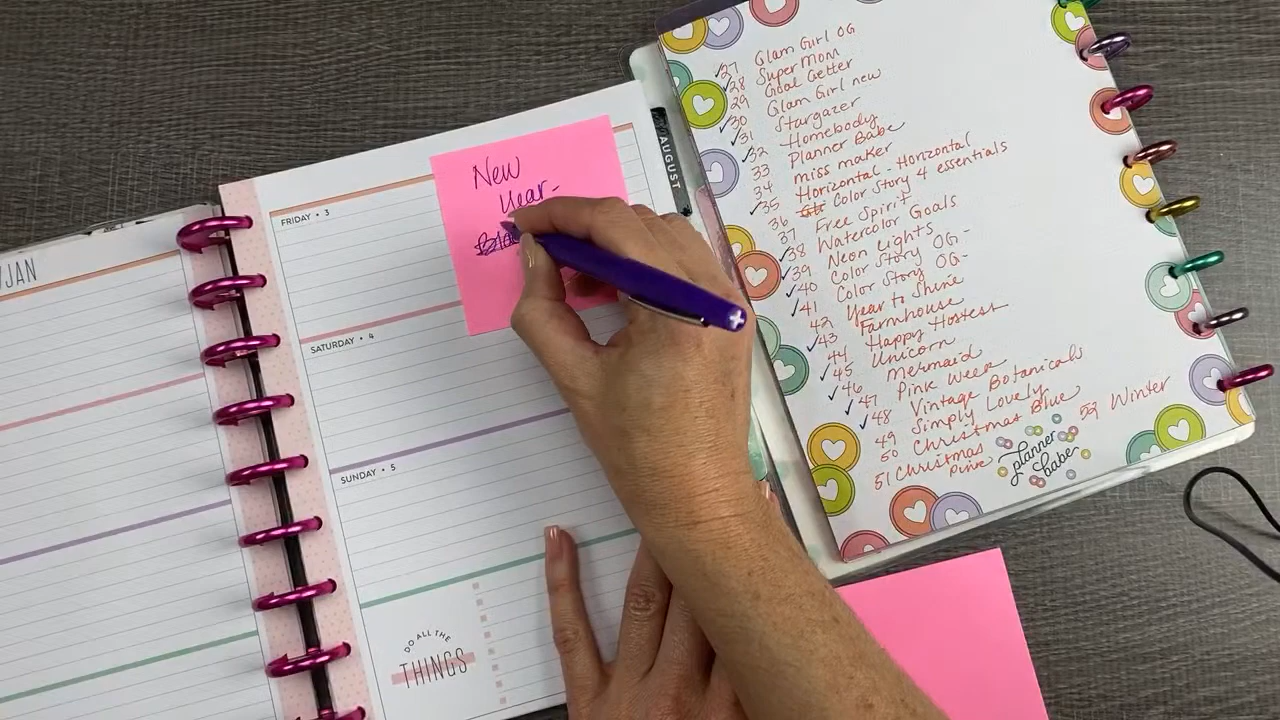 /JAN
FRIDAY • 3
SATURDAY • 4
SUNDAY • 5
DO ALL THE
THINGS
New
Year-
AUGUST
✓27 Glam Girl OG
✓28 Super Mom
29 Goal Getter
✓30 Glam Girl new
✓31 Stargazer
✓32 Homebody
33 Planner Babe
34 miss maker
✓35 Horizontal - Horizontal
36 Color Story 4 essentials
37 Free Spirit
✓38 Watercolor Goals
✓39 Neon Lights
✓40 Color Story OG-
✓41 Color Story OG-
42 Year to Shine
✓43 Farmhouse
44 Happy Hostess
✓45 Unicorn
✓46 Mermaid
✓47 Pink
✓48 Vintage Botanicals
49 Simply Lovely
50 Christmas Blue
51 Christmas
Pink
52 Winter
planner
babe